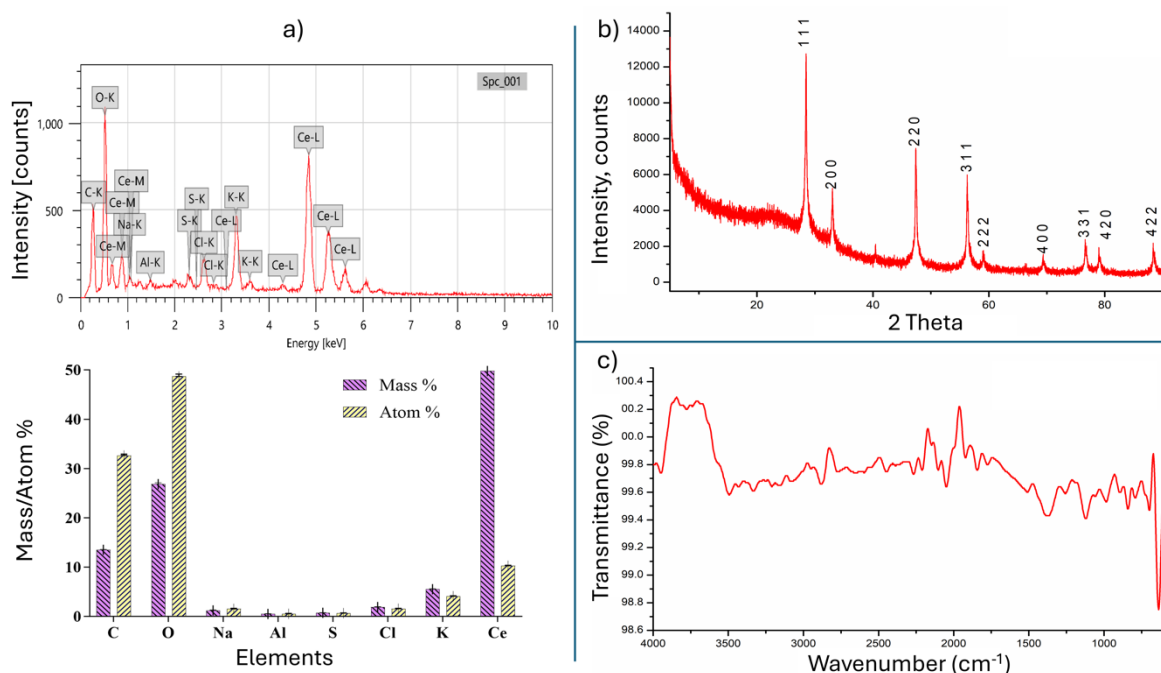 a)
Intensity [counts]
Spc_001
1,000
500
0
O-K
C-K
Ce-M
Ce-M
Na-K
Ce-M
Al-K
S-K
S-K
Cl-K
Cl-K
K-K
Ce-L
K-K
Ce-L
Ce-L
Ce-L
Ce-L
0 1 2 3 4 5 6 7 8 9 10
Energy [keV]
Mass/Atom %
50
40
30
20
10
0
Mass %
Atom %
C O Na Al S Cl K Ce
Elements
b)
Intensity, counts
14000
12000
10000
8000
6000
4000
2000
0
1 1 1
2 0 0
2 2 0
3 1 1
2 2 2
4 0 0
3 3 1
4 2 0
4 2 2
20 40 60 80
2 Theta
c)
Transmittance (%)
100.4
100.2
100.0
99.8
99.6
99.4
99.2
99.0
98.8
98.6
4000 3500 3000 2500 2000 1500 1000
Wavenumber (cm⁻¹)